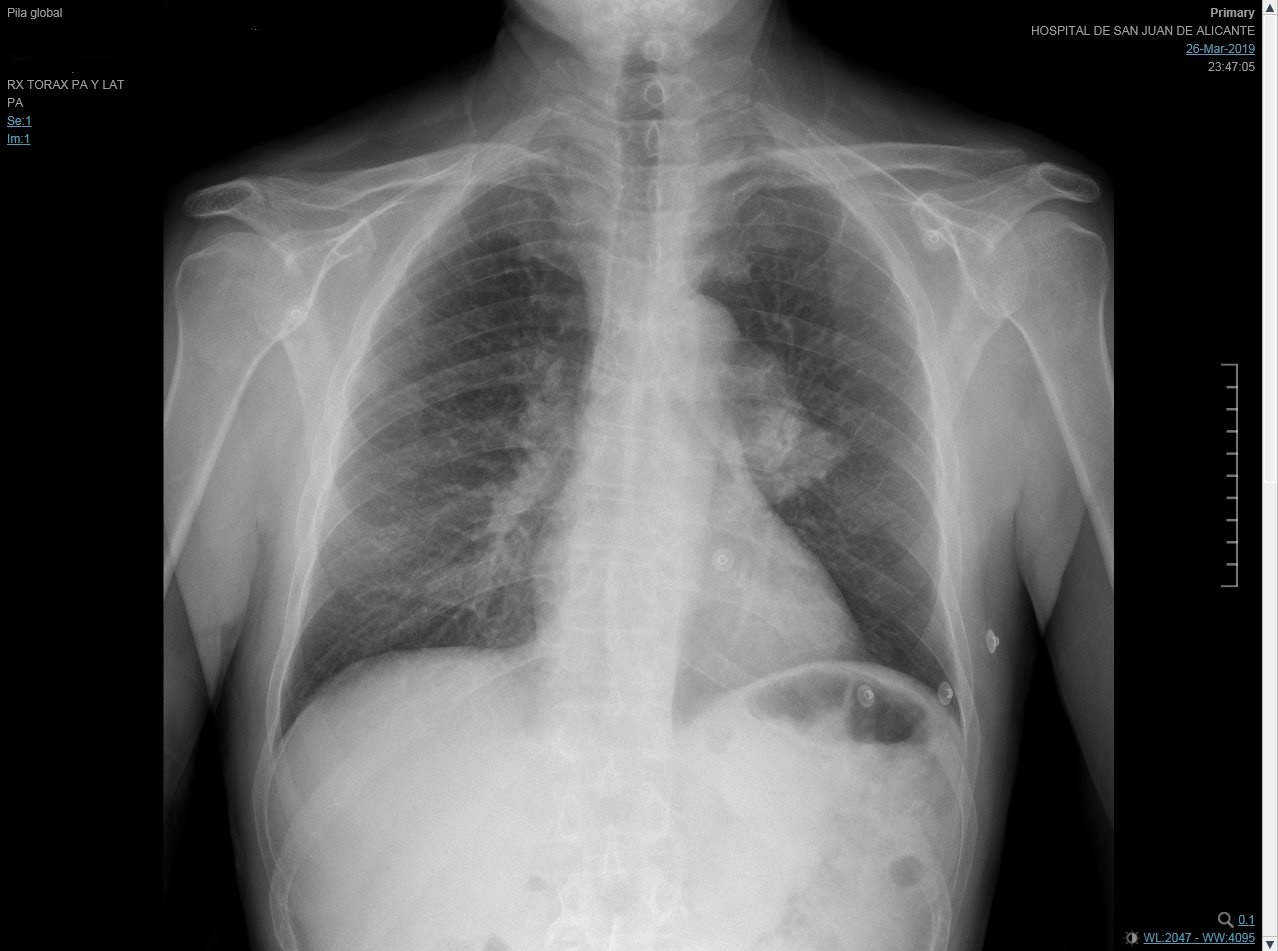 Pila global
Primary
HOSPITAL DE SAN JUAN DE ALICANTE
26-Mar-2019
23:47:05
RX TORAX PA Y LAT
PA
Se:1
Im:1
0.1
WL:2047 - WW:4095